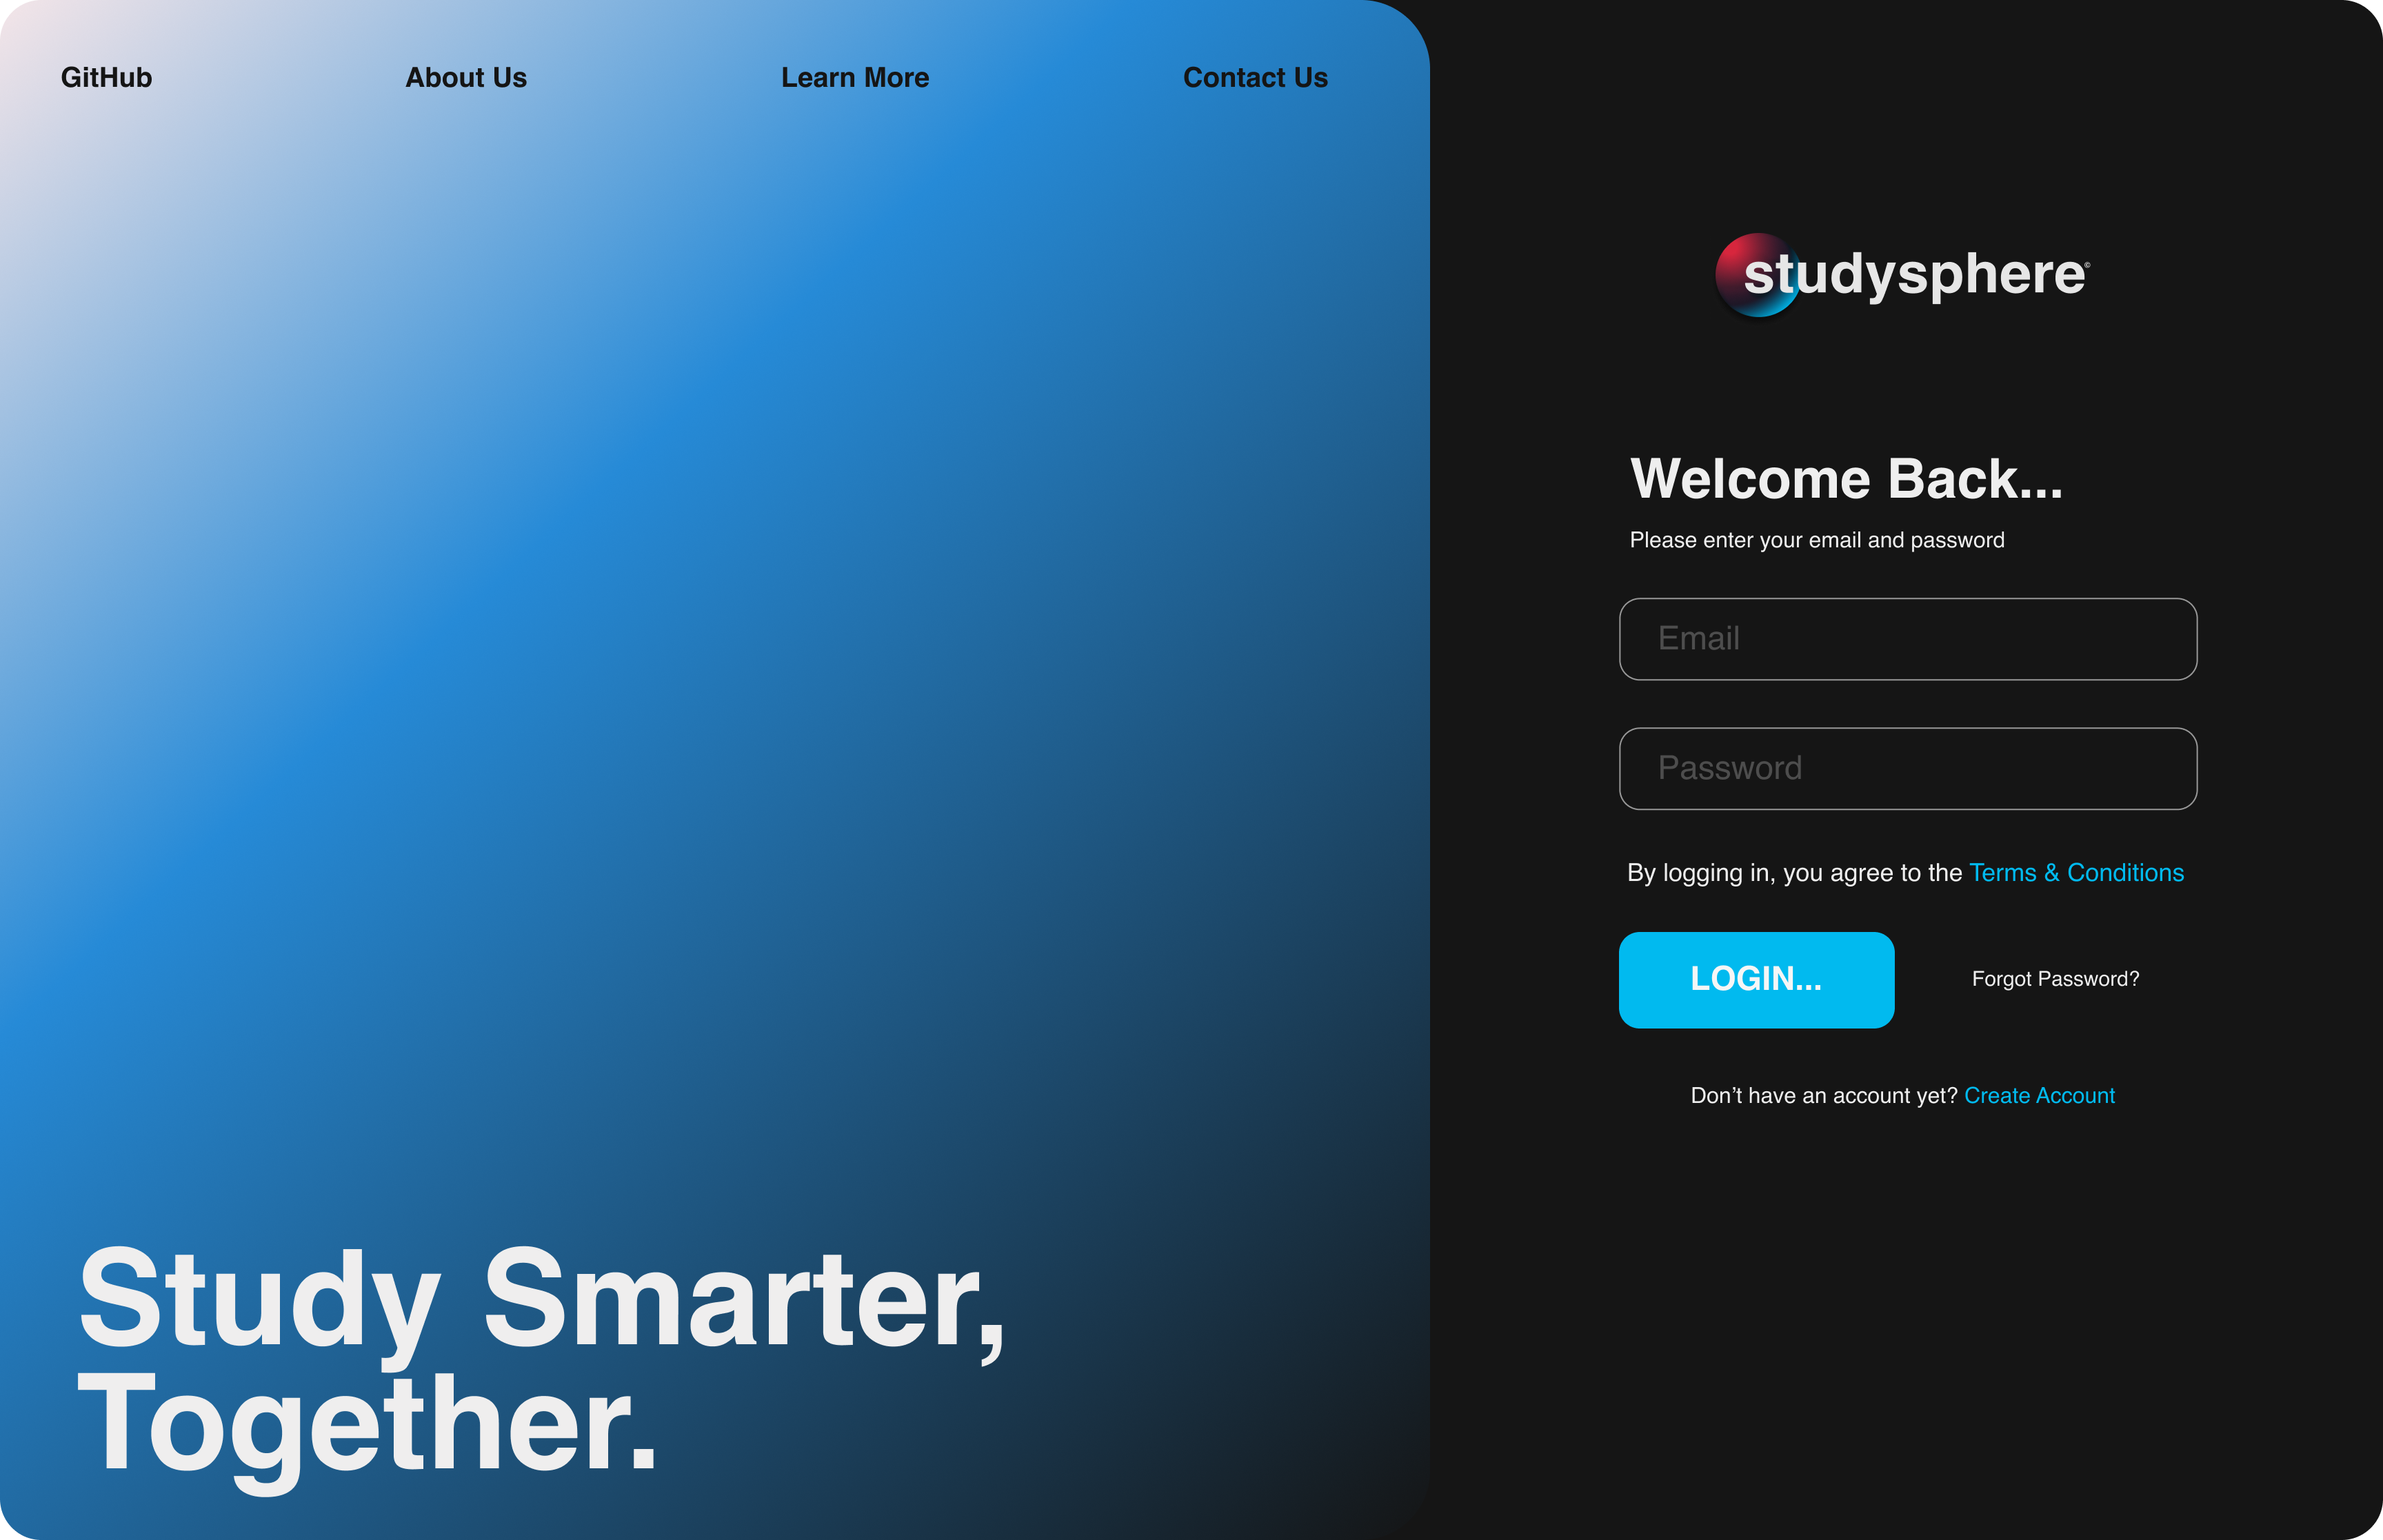 GitHub
About Us
Learn More
Contact Us
Study Smarter,
Together.
studysphere©
Welcome Back...
Please enter your email and password
Email
Password
By logging in, you agree to the Terms & Conditions
LOGIN...
Forgot Password?
Don’t have an account yet? Create Account